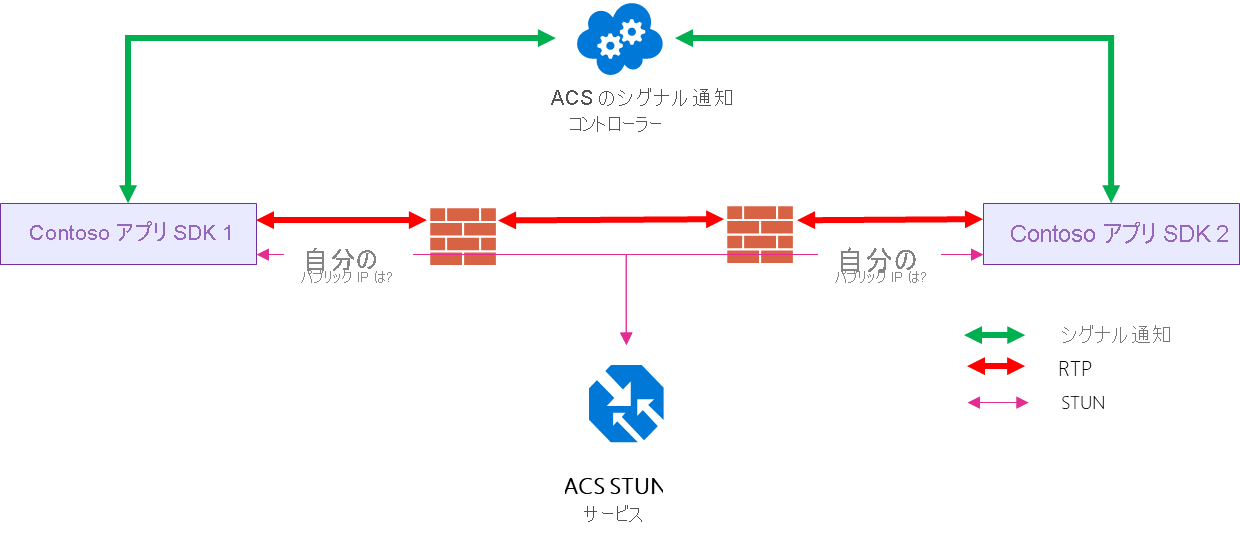 ACS のシグナル通知
コントローラー
Contoso アプリ SDK 1
Contoso アプリ SDK 2
自分の
パブリック IP は?
自分の
パブリック IP は?
シグナル通知
RTP
STUN
ACS STUN
サービス